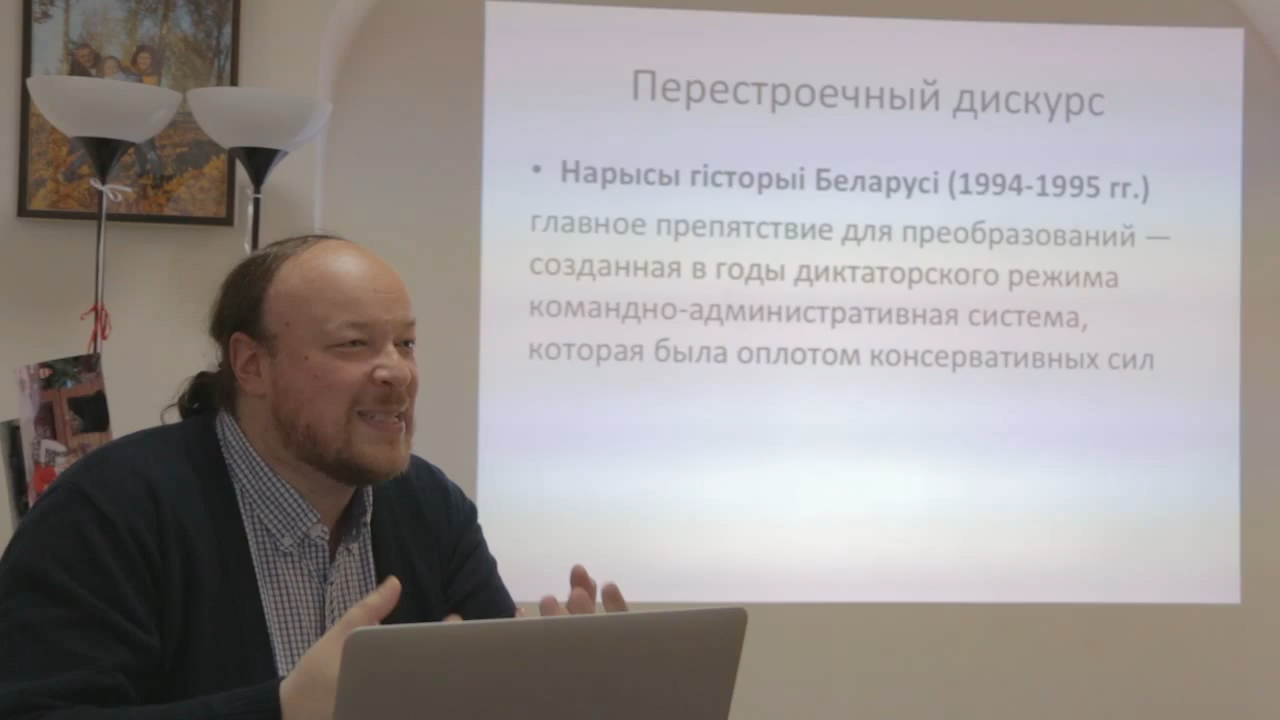 Перестроечный дискурс
• Нарысы гісторыі Беларусі (1994-1995 гг.)
главное препятствие для преобразований —
созданная в годы диктаторского режима
командно-административная система,
которая была оплотом консервативных сил